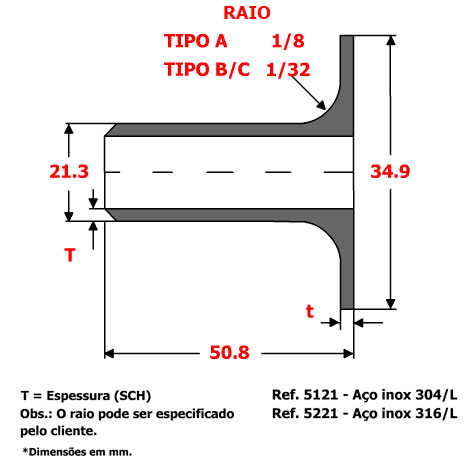 RAIO
TIPO A 1/8
TIPO B/C 1/32
21.3
34.9
T
t
50.8
T = Espessura (SCH)
Obs.: O raio pode ser especificado
pelo cliente.
*Dimensões em mm.
Ref. 5121 - Aço inox 304/L
Ref. 5221 - Aço inox 316/L